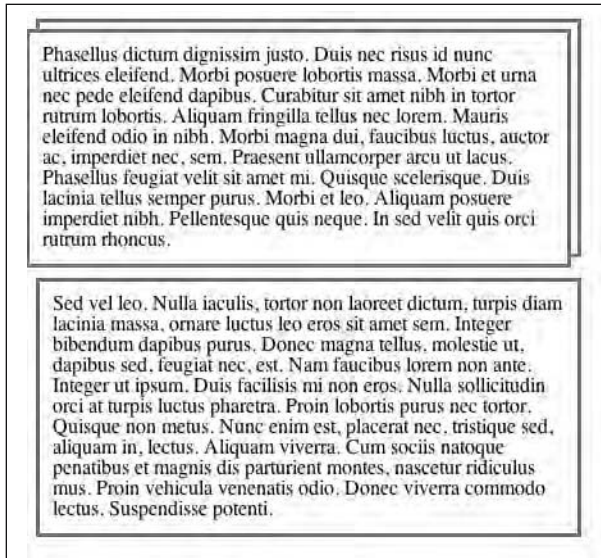 Phasellus dictum dignissim justo. Duis nec risus id nunc
ultrices eleifend. Morbi posuere lobortis massa. Morbi et urna
nec pede eleifend dapibus. Curabitur sit amet nibh in tortor
rutrum lobortis. Aliquam fringilla tellus nec lorem. Mauris
eleifend odio in nibh. Morbi magna dui, faucibus luctus, auctor
ac, imperdiet nec, sem. Praesent ullamcorper arcu ut lacus.
Phasellus feugiat velit sit amet mi. Quisque scelerisque. Duis
lacinia tellus semper purus. Morbi et leo. Aliquam posuere
imperdiet nibh. Pellentesque quis neque. In sed velit quis orci
rutrum rhoncus.
Sed vel leo. Nulla iaculis, tortor non laoreet dictum, turpis diam
lacinia massa, ornare luctus leo eros sit amet sem. Integer
bibendum dapibus purus. Donec magna tellus, molestie ut,
dapibus sed, feugiat nec, est. Nam faucibus lorem non ante.
Integer ut ipsum. Duis facilisis mi non eros. Nulla sollicitudin
orci at turpis luctus pharetra. Proin lobortis purus nec tortor.
Quisque non metus. Nunc enim est, placerat nec, tristique sed,
aliquam in, lectus. Aliquam viverra. Cum sociis natoque
penatibus et magnis dis parturient montes, nascetur ridiculus
mus. Proin vehicula venenatis odio. Donec viverra commodo
lectus. Suspendisse potenti.